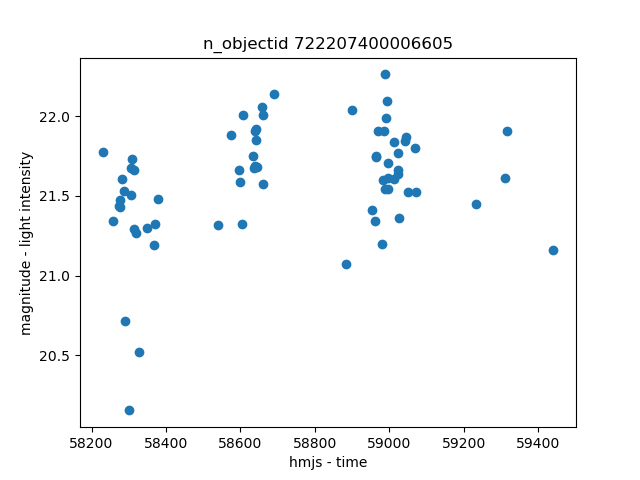 n_objectid 722207400006605
magnitude - light intensity
22.0
21.5
21.0
20.5
58200 58400 58600 58800 59000 59200 59400
hmjs - time